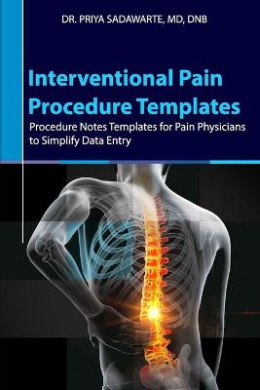 DR. PRIYA SADAWARTE, MD, DNB
Interventional Pain
Procedure Templates
Procedure Notes Templates for Pain Physicians
to Simplify Data Entry